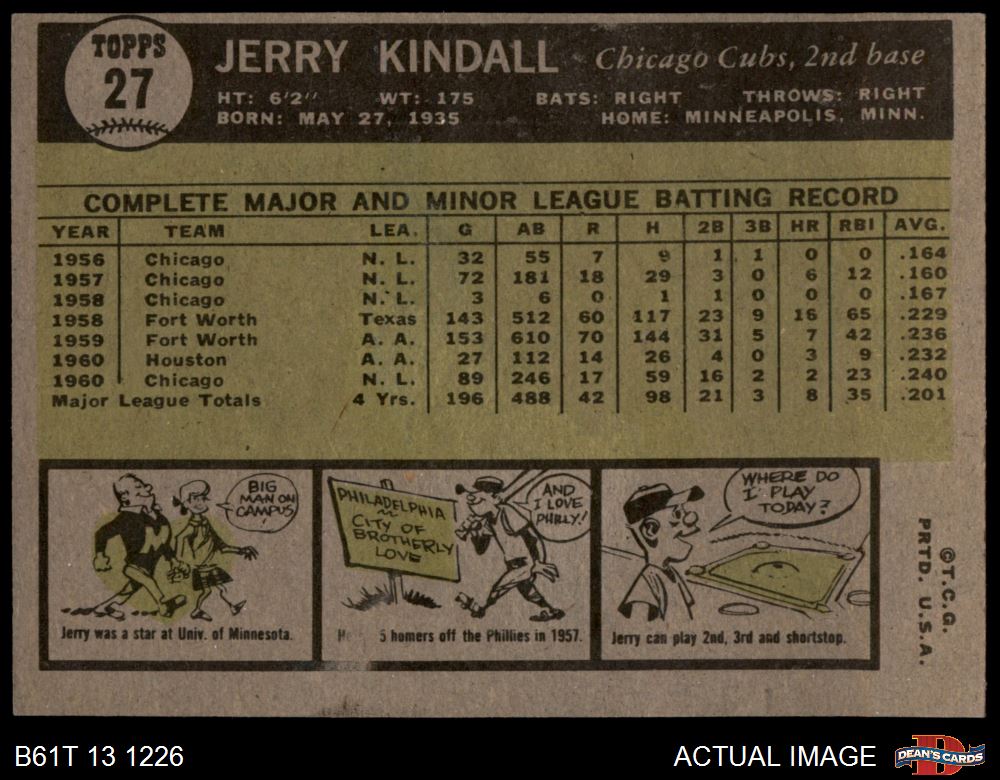 TOPPS
27
JERRY KINDALL Chicago Cubs, 2nd base
HT: 6'2'' WT: 175 BATS: RIGHT THROWS: RIGHT
BORN: MAY 27, 1935 HOME: MINNEAPOLIS, MINN.
COMPLETE MAJOR AND MINOR LEAGUE BATTING RECORD
YEAR TEAM LEA. G AB R H 2B 3B HR RBI AVG.
1956 Chicago N. L. 32 55 7 9 1 1 0 0 .164
1957 Chicago N. L. 72 181 18 29 3 0 6 12 .160
1958 Chicago N. L. 3 6 0 1 1 0 0 0 .167
1958 Fort Worth Texas 143 512 60 117 23 9 16 65 .229
1959 Fort Worth A. A. 153 610 70 144 31 5 7 42 .236
1960 Houston A. A. 27 112 14 26 4 0 3 9 .232
1960 Chicago N. L. 89 246 17 59 16 2 2 23 .240
Major League Totals 4 Yrs. 196 488 42 98 21 3 8 35 .201
BIG
MAN ON
CAMPUS
Jerry was a star at Univ. of Minnesota.
PHILADELPHIA
~
CITY OF
BROTHERLY
LOVE
AND
I LOVE
PHILLY!
5 homers off the Phillies in 1957.
WHERE DO
I PLAY
TODAY?
Jerry can play 2nd, 3rd and shortstop.
©T.C.G.
PRTD. U.S.A.
B61T 13 1226
ACTUAL IMAGE
DEAN'S CARDS